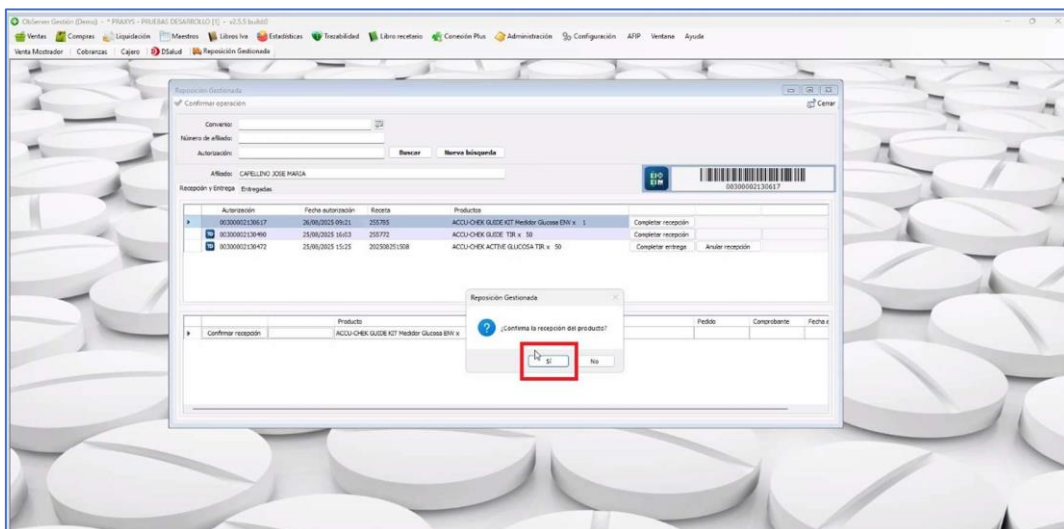 ObServer Gestión (Demo) - * PRAXYS - PRUEBAS DESARROLLO [1] - v2.5.5 build:0
Ventas Compras Liquidación Maestros Libros Iva Estadísticas Trazabilidad Libro recetario Conexión Plus Administración Configuración AFIP Ventana Ayuda
Venta Mostrador Cobranzas Cajero DSalud Reposición Gestionada
Reposición Gestionada
Confirmar operación Cerrar
Convenio:
Número de afiliado:
Autorización: Buscar Nueva búsqueda
Afiliado: CAPELLINO JOSE MARIA
00300002130617
Recepción y Entrega Entregadas
Autorización Fecha autorización Receta Productos
00300002130617 26/08/2025 09:21 255785 ACCU-CHEK GUIDE KIT Medidor Glucosa ENV x 1 Completar recepción
00300002130490 25/08/2025 16:03 255772 ACCU-CHEK GUIDE TIR x 50 Completar recepción
00300002130472 25/08/2025 15:25 202508251508 ACCU-CHEK ACTIVE GLUCOSA TIR x 50 Completar entrega Anular recepción
Reposición Gestionada
¿Confirma la recepción del producto?
Sí No
Producto Pedido Comprobante Fecha
Confirmar recepción ACCU-CHEK GUIDE KIT Medidor Glucosa ENV x